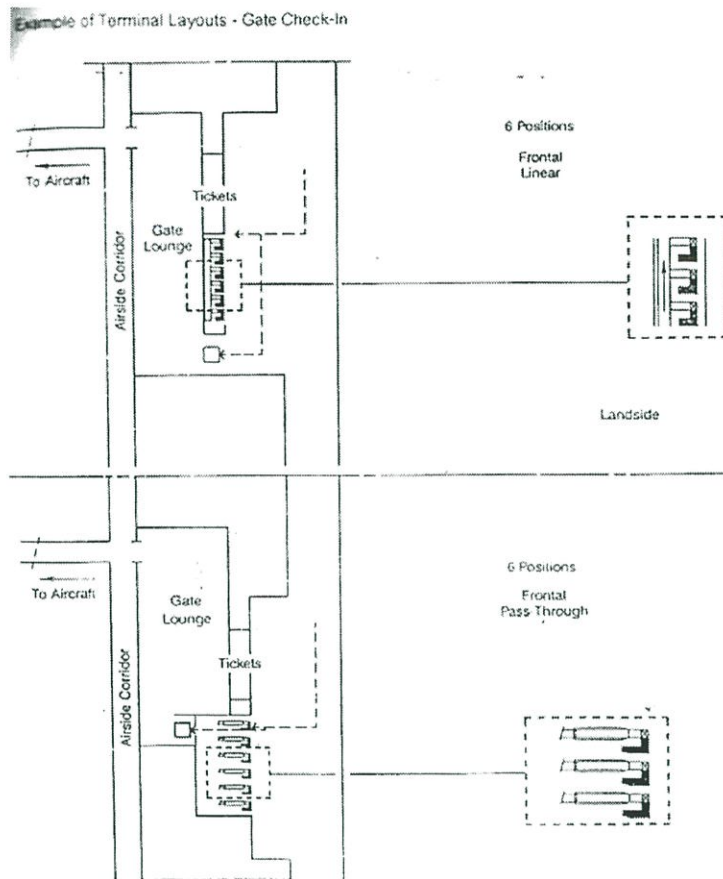 Example of Terminal Layouts - Gate Check-In
6 Positions
Frontal
Linear
To Aircraft
Tickets
Gate
Lounge
Airside Corridor
Landside
6 Positions
Frontal
Pass-Through
To Aircraft
Gate
Lounge
Tickets
Airside Corridor